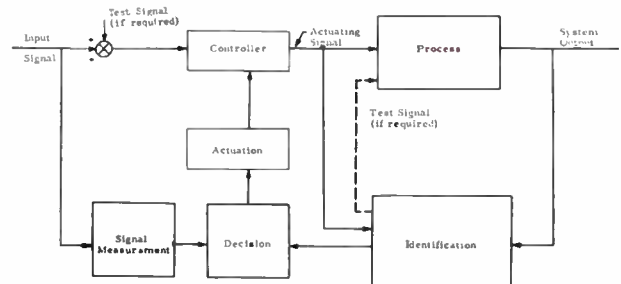 Test Signal
(if required)
Input
Signal
Controller
Actuating
Signal
Process
System
Output
Test Signal
(if required)
Actuation
Signal
Measurement
Decision
Identification